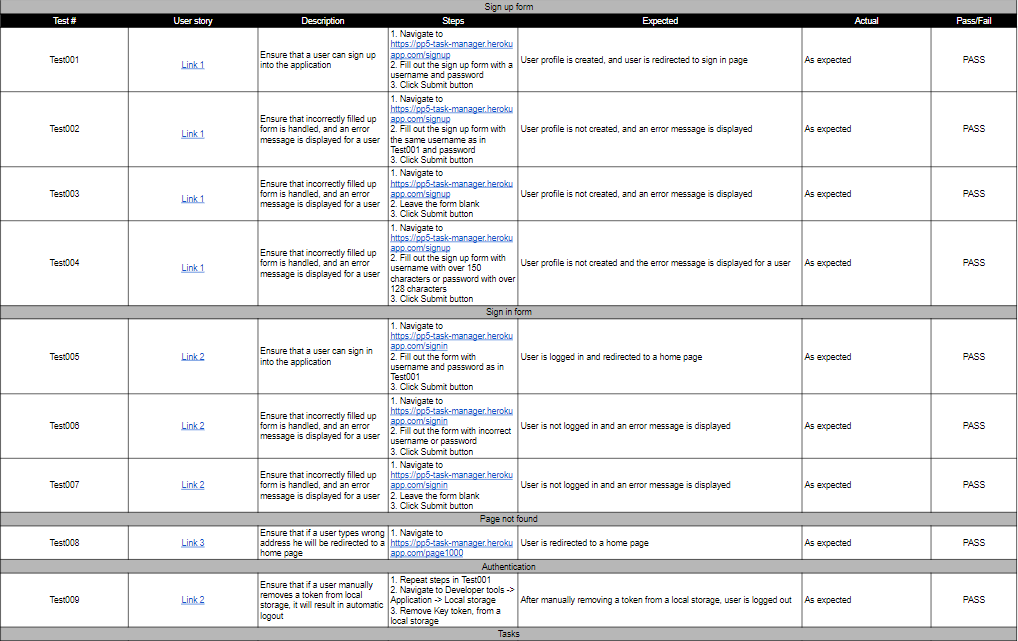 Sign up form
Test # User story Description Steps Expected Actual Pass/Fail
Test001
Link 1
Ensure that a user can sign up
into the application
1. Navigate to
https://pp5-task-manager.heroku
app.com/signup
2. Fill out the sign up form with a
username and password
3. Click Submit button
User profile is created, and user is redirected to sign in page
As expected
PASS
Test002
Link 1
Ensure that incorrectly filled up
form is handled, and an error
message is displayed for a user
1. Navigate to
https://pp5-task-manager.heroku
app.com/signup
2. Fill out the sign up form with
the same username as in
Test001 and password
3. Click Submit button
User profile is not created, and an error message is displayed
As expected
PASS
Test003
Link 1
Ensure that incorrectly filled up
form is handled, and an error
message is displayed for a user
1. Navigate to
https://pp5-task-manager.heroku
app.com/signup
2. Leave the form blank
3. Click Submit button
User profile is not created, and an error message is displayed
As expected
PASS
Test004
Link 1
Ensure that incorrectly filled up
form is handled, and an error
message is displayed for a user
1. Navigate to
https://pp5-task-manager.heroku
app.com/signup
2. Fill out the sign up form with
username with over 150
characters or password with over
128 characters
3. Click Submit button
User profile is not created and the error message is displayed for a user
As expected
PASS
Sign in form
Test005
Link 2
Ensure that a user can sign in
into the application
1. Navigate to
https://pp5-task-manager.heroku
app.com/signin
2. Fill out the form with
username and password as in
Test001
3. Click Submit button
User is logged in and redirected to a home page
As expected
PASS
Test006
Link 2
Ensure that incorrectly filled up
form is handled, and an error
message is displayed for a user
1. Navigate to
https://pp5-task-manager.heroku
app.com/signin
2. Fill out the form with incorrect
username or password
3. Click Submit button
User is not logged in and an error message is displayed
As expected
PASS
Test007
Link 2
Ensure that incorrectly filled up
form is handled, and an error
message is displayed for a user
1. Navigate to
https://pp5-task-manager.heroku
app.com/signin
2. Leave the form blank
3. Click Submit button
User is not logged in and an error message is displayed
As expected
PASS
Page not found
Test008
Link 3
Ensure that if a user types wrong
address he will be redirected to a
home page
1. Navigate to
https://pp5-task-manager.heroku
app.com/page1000
User is redirected to a home page
As expected
PASS
Authentication
Test009
Link 2
Ensure that if a user manually
removes a token from local
storage, it will result in automatic
logout
1. Repeat steps in Test001
2. Navigate to Developer tools ->
Application -> Local storage
3. Remove Key token, from a
local storage
After manually removing a token from a local storage, user is logged out
As expected
PASS
Tasks